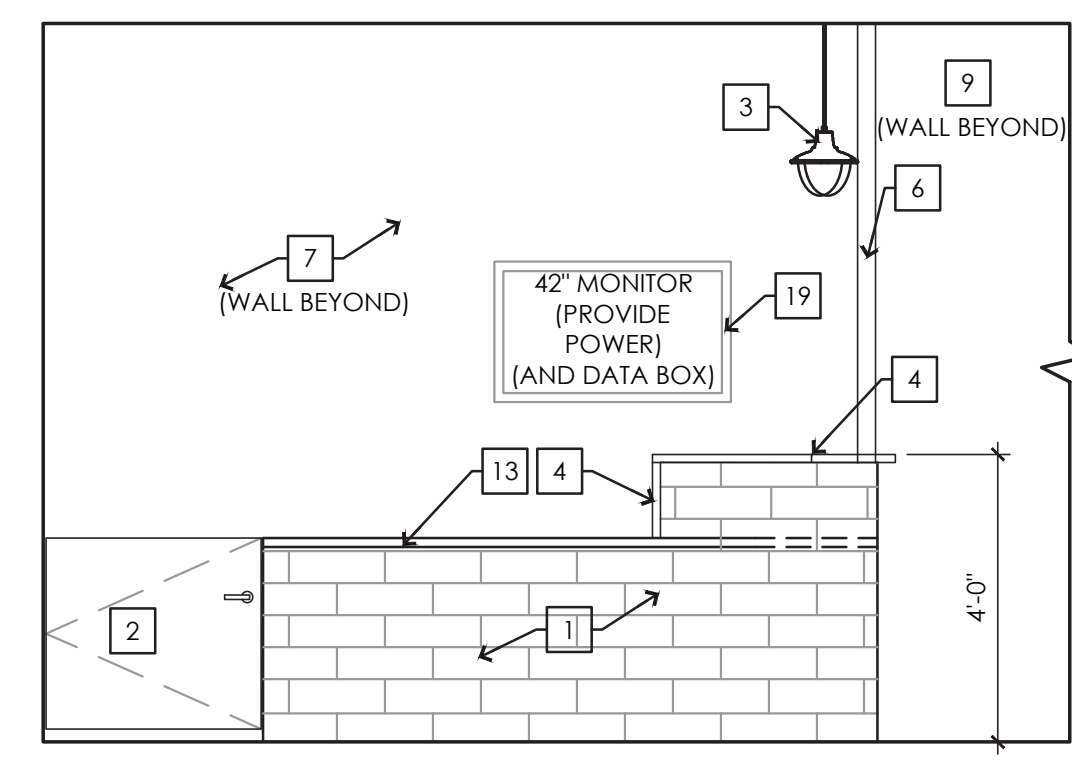 9
(WALL BEYOND)
3
6
7
(WALL BEYOND)
42" MONITOR
(PROVIDE
POWER)
(AND DATA BOX)
19
4
13
4
4'-0"
2
1